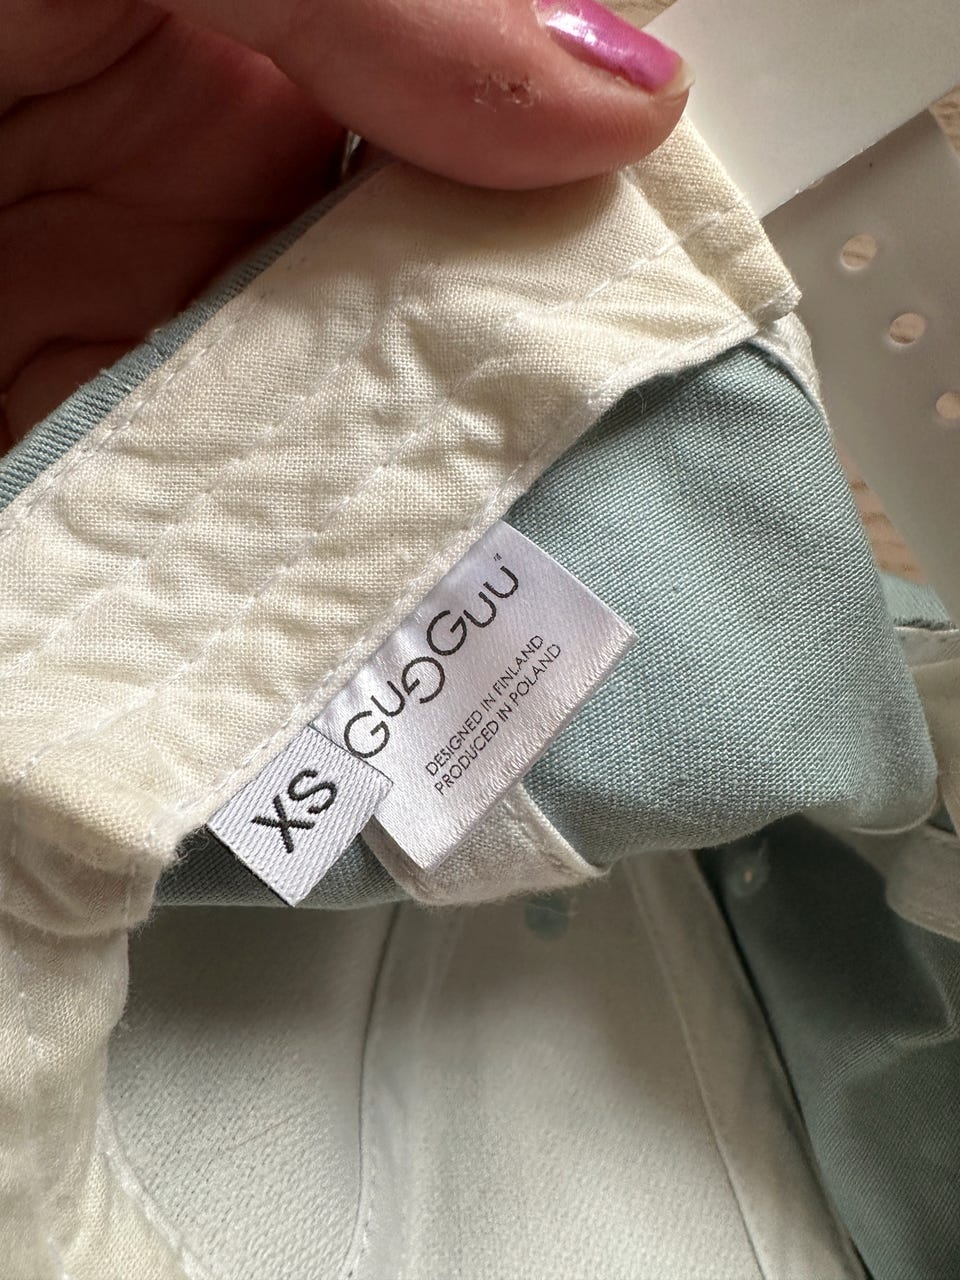 GUGGUU™
DESIGNED IN FINLAND
PRODUCED IN POLAND
XS